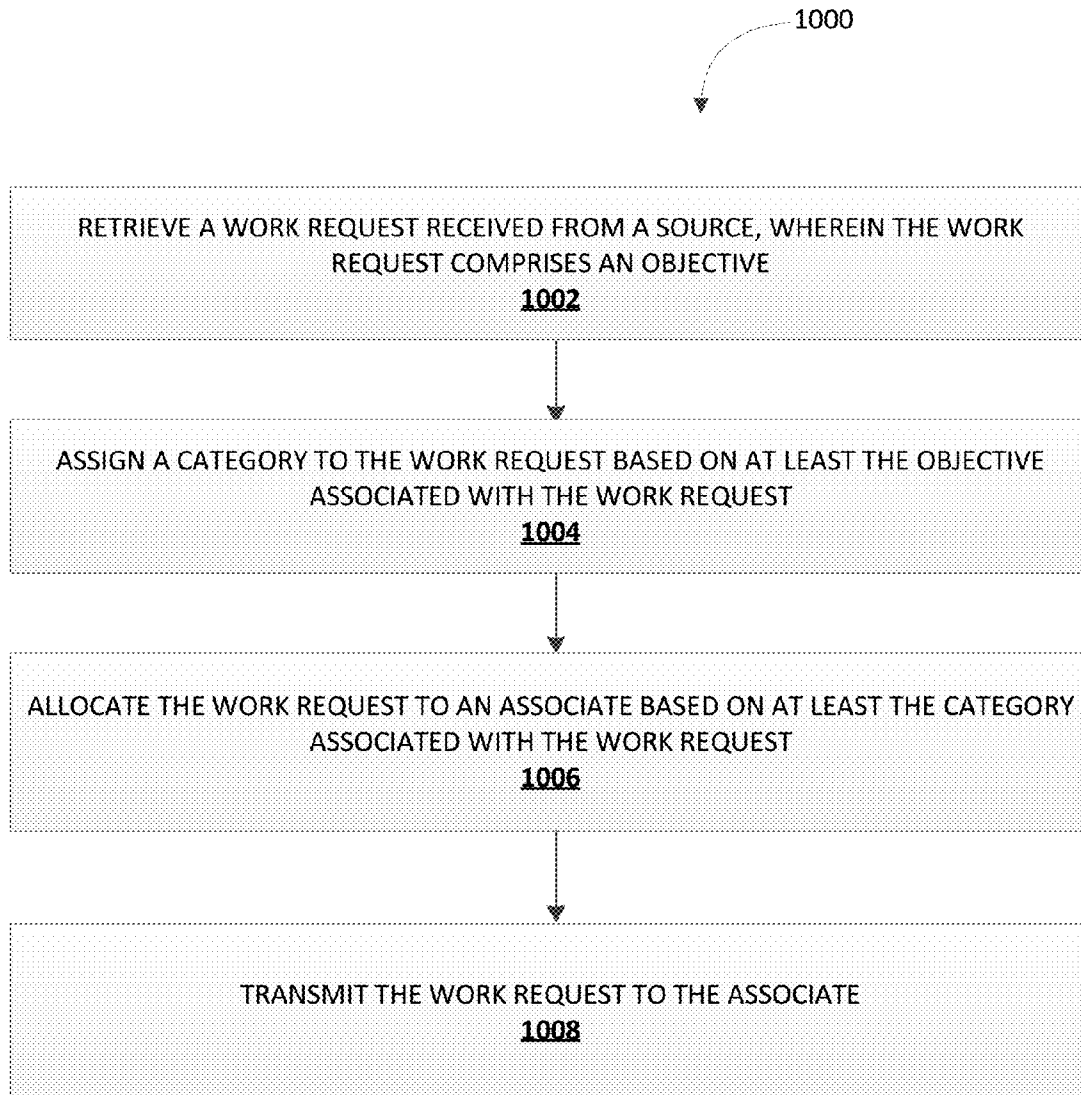 1000
RETRIEVE A WORK REQUEST RECEIVED FROM A SOURCE, WHEREIN THE WORK
REQUEST COMPRISES AN OBJECTIVE
1002
ASSIGN A CATEGORY TO THE WORK REQUEST BASED ON AT LEAST THE OBJECTIVE
ASSOCIATED WITH THE WORK REQUEST
1004
ALLOCATE THE WORK REQUEST TO AN ASSOCIATE BASED ON AT LEAST THE CATEGORY
ASSOCIATED WITH THE WORK REQUEST
1006
TRANSMIT THE WORK REQUEST TO THE ASSOCIATE
1008